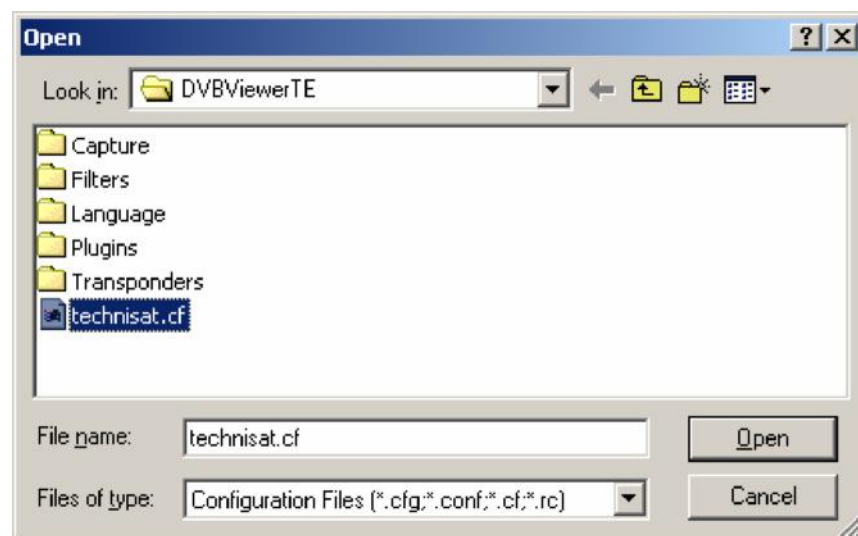 Open
Look in: DVBViewerTE
Capture
Filters
Language
Plugins
Transponders
technisat.cf
File name: technisat.cf Open
Files of type: Configuration Files (*.cfg;*.conf;*.cf;*.rc) Cancel